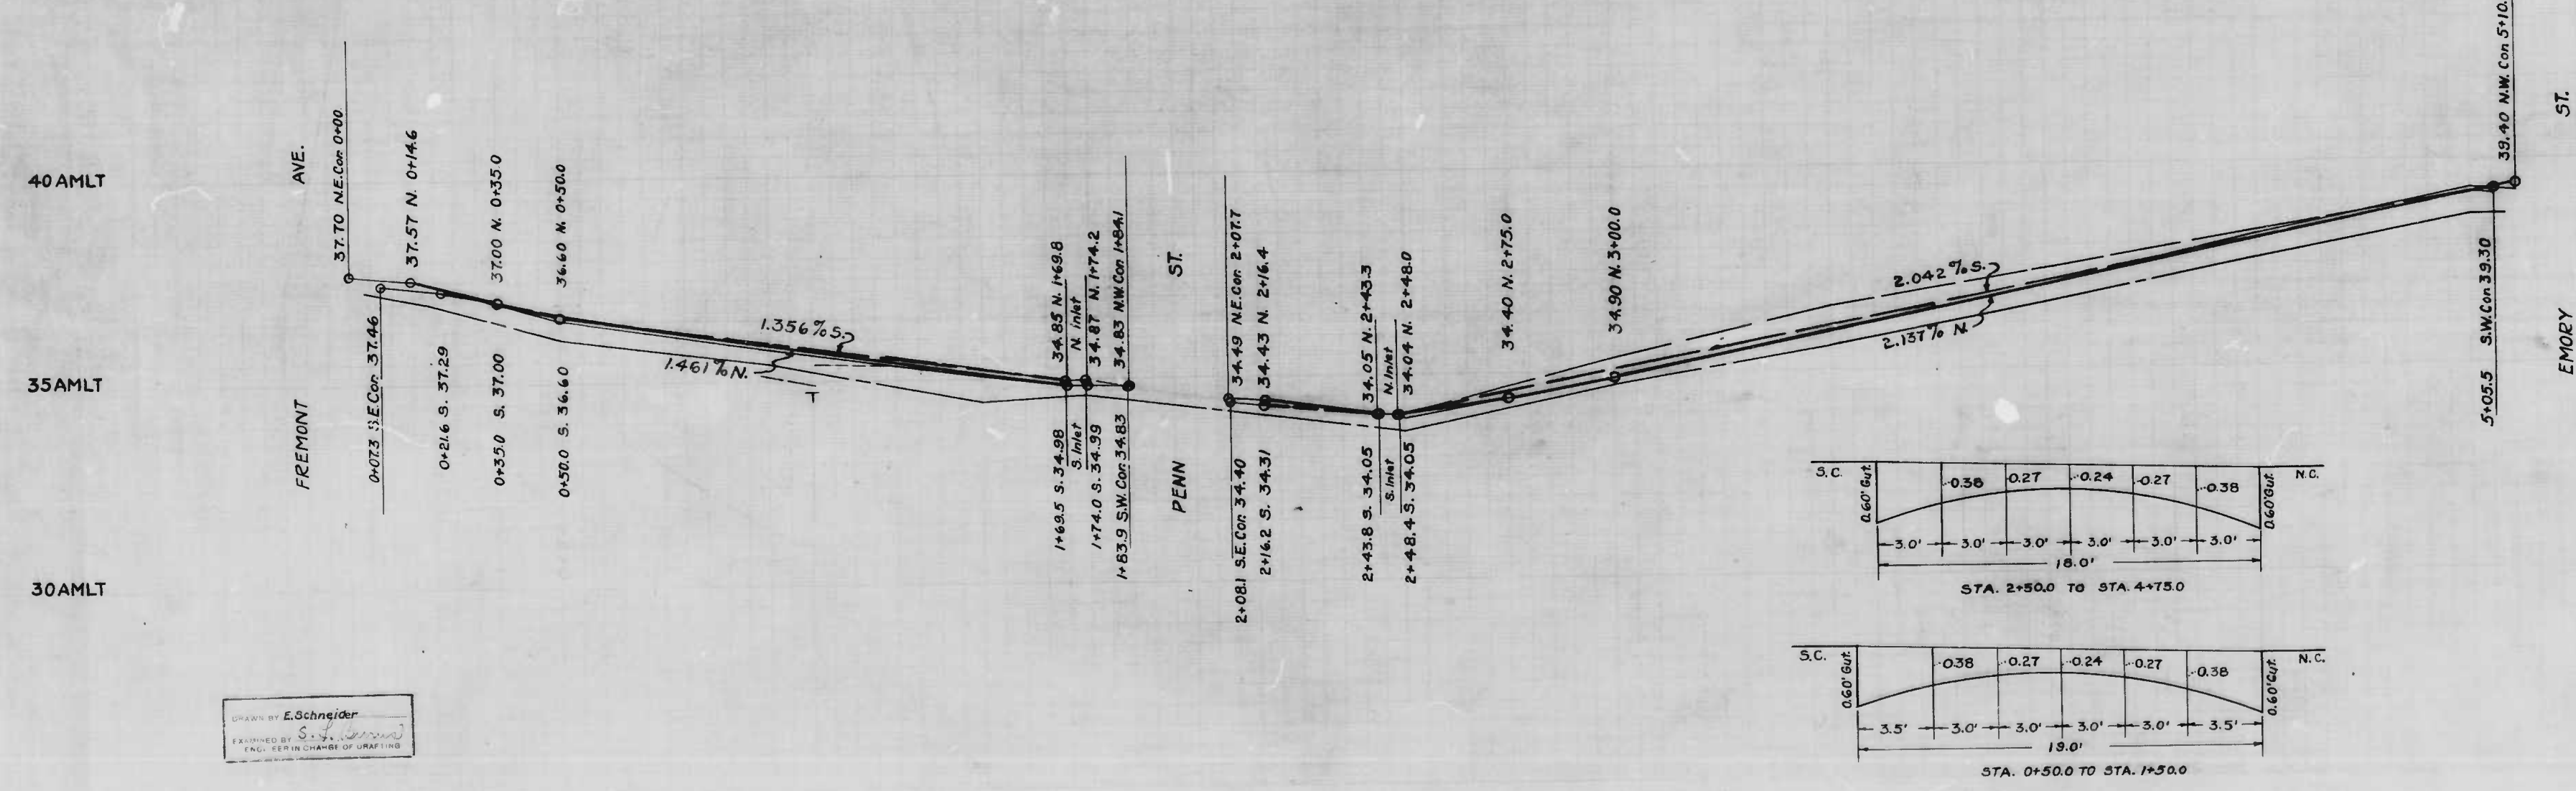 40 AMLT
35 AMLT
30 AMLT
FREMONT AVE.
37.70 N.E.Cor. 0+00
0+07.3 S.E.Cor. 37.46
37.57 N. 0+14.6
0+21.6 S. 37.29
37.00 N. 0+35.0
0+35.0 S. 37.00
36.60 N. 0+50.0
0+50.0 S. 36.60
1.356% S.
1.461% N.
T
34.85 N. 1+69.8
N. inlet
34.87 N. 1+74.2
34.83 N.W.Con 1+84.1
1+69.5 S. 34.98
S. Inlet
1+74.0 S. 34.99
1+83.9 S.W. Cor. 34.83
PENN ST.
34.49 N.E.Cor. 2+07.7
34.43 N. 2+16.4
2+08.1 S.E.Cor. 34.40
2+16.2 S. 34.31
34.05 N. 2+43.3
N. Inlet
34.04 N. 2+48.0
2+43.8 S. 34.05
S. Inlet
2+48.4 S. 34.05
34.40 N. 2+75.0
34.90 N. 3+00.0
2.042% S.
2.137% N.
39.40 N.W. Con 5+10.
5+05.5 S.W.Con 39.30
EMORY ST.
S.C. 0.60' Gut. -0.38 -0.27 -0.24 -0.27 -0.38 0.60' Gut. N.C.
3.0' 3.0' 3.0' 3.0' 3.0' 3.0'
18.0'
STA. 2+50.0 TO STA. 4+75.0
S.C. 0.60' Gut. -0.38 -0.27 -0.24 -0.27 -0.38 0.60' Gut. N.C.
3.5' 3.0' 3.0' 3.0' 3.0' 3.5'
19.0'
STA. 0+50.0 TO STA. 1+50.0
DRAWN BY E.Schneider
EXAMINED BY S. L.
ENGINEER IN CHARGE OF DRAFTING